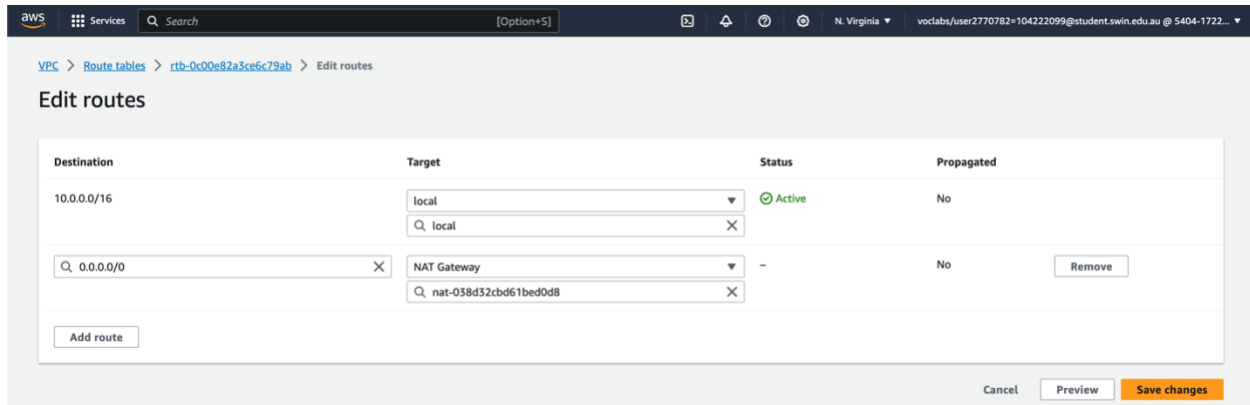 aws Services Search [Option+S] N. Virginia voclabs/user2770782=104222099@student.swin.edu.au @ 5404-1722...
VPC > Route tables > rtb-0c00e82a3ce6c79ab > Edit routes
Edit routes
Destination Target Status Propagated
10.0.0.0/16 local Active No
local
0.0.0.0/0 NAT Gateway – No Remove
nat-038d32cbd61bed0d8
Add route
Cancel Preview Save changes